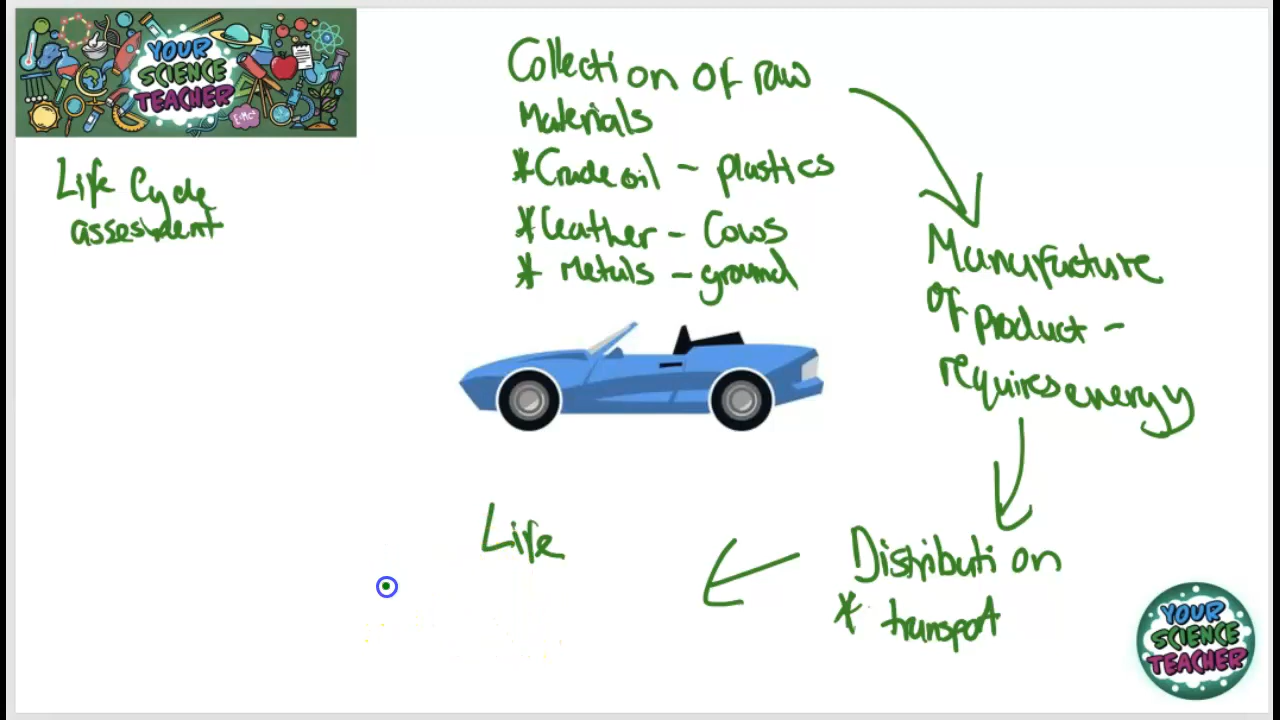 YOUR
SCIENCE
TEACHER
E=MC²
Life Cycle
assessment
Collection of raw
Materials
*Crude oil - plastics
*leather - Cows
* Metals - ground
Manufacture
of product -
requires energy
Distribution
* transport
Life
YOUR
SCIENCE
TEACHER